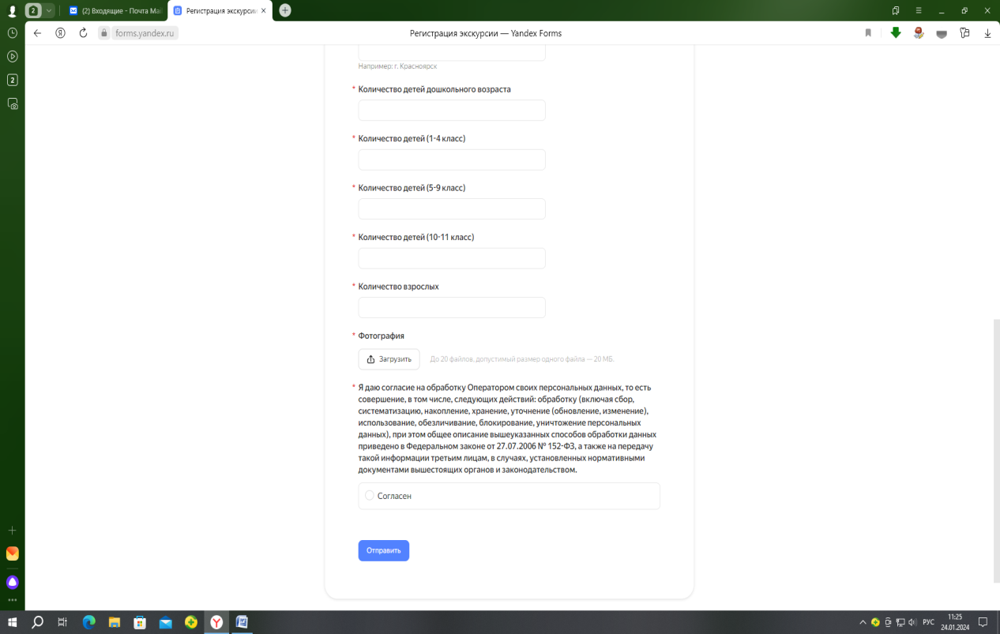 2
(2) Входящие - Почта Mai
Регистрация экскурсии
forms.yandex.ru
Регистрация экскурсии — Yandex Forms
2
Например: г. Красноярск
* Количество детей дошкольного возраста
* Количество детей (1-4 класс)
* Количество детей (5-9 класс)
* Количество детей (10-11 класс)
* Количество взрослых
* Фотография
Загрузить
До 20 файлов, допустимый размер одного файла — 20 МБ.
* Я даю согласие на обработку Оператором своих персональных данных, то есть
совершение, в том числе, следующих действий: обработку (включая сбор,
систематизацию, накопление, хранение, уточнение (обновление, изменение),
использование, обезличивание, блокирование, уничтожение персональных
данных), при этом общее описание вышеуказанных способов обработки данных
приведено в Федеральном законе от 27.07.2006 № 152-ФЗ, а также на передачу
такой информации третьим лицам, в случаях, установленных нормативными
документами вышестоящих органов и законодательством.
Согласен
Отправить
РУС
11:25
24.01.2024